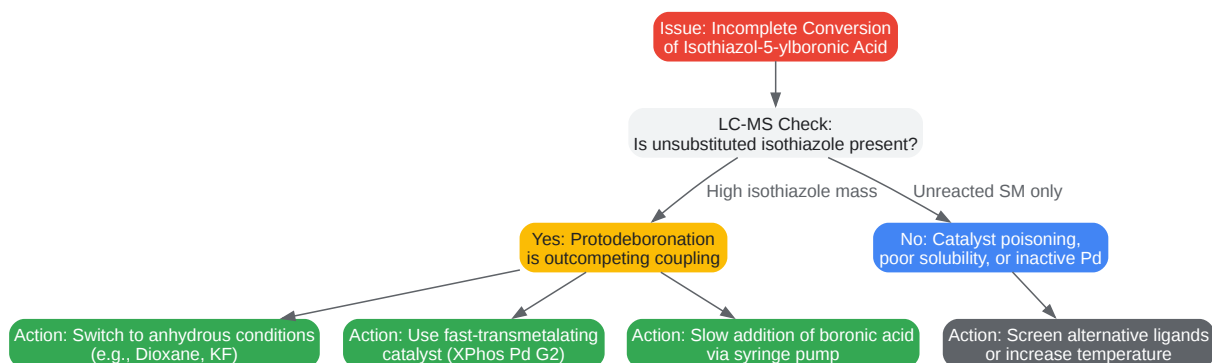 Issue: Incomplete Conversion
of Isothiazol-5-ylboronic Acid
LC-MS Check:
Is unsubstituted isothiazole present?
High isothiazole mass
Unreacted SM only
Yes: Protodeboronation
is outcompeting coupling
No: Catalyst poisoning,
poor solubility, or inactive Pd
Action: Switch to anhydrous conditions
(e.g., Dioxane, KF)
Action: Use fast-transmetalating
catalyst (XPhos Pd G2)
Action: Slow addition of boronic acid
via syringe pump
Action: Screen alternative ligands
or increase temperature